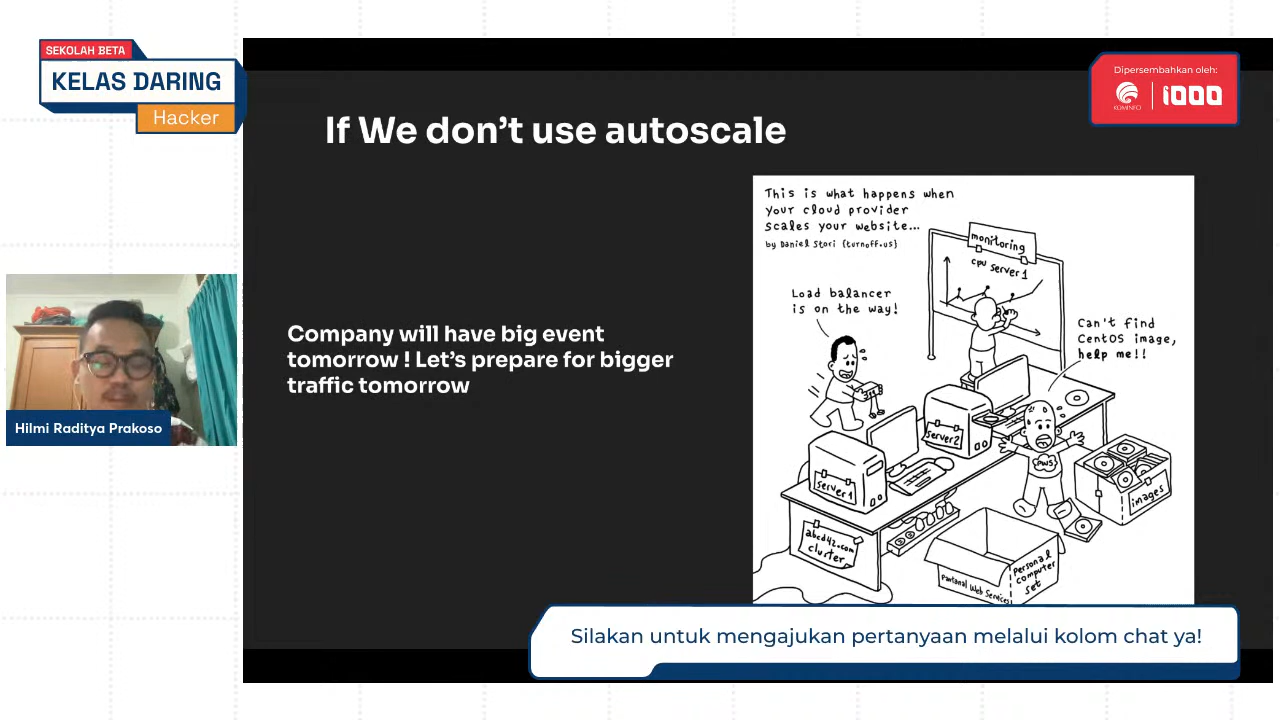 SEKOLAH BETA
KELAS DARING
Hacker
Dipersembahkan oleh:
KOMINFO
1000
If We don't use autoscale
Company will have big event
tomorrow ! Let's prepare for bigger
traffic tomorrow
This is what happens when
your cloud provider
scales your website...
by Daniel Stori {turnoff.us}
monitoring
cpu server1
Load balancer
is on the way!
Can't find
CentOS image,
help me!!
server2
server1
PWS
images
abcd42.com
cluster
Pantanal Web Services
Personal
computer
set
Hilmi Raditya Prakoso
Silakan untuk mengajukan pertanyaan melalui kolom chat ya!